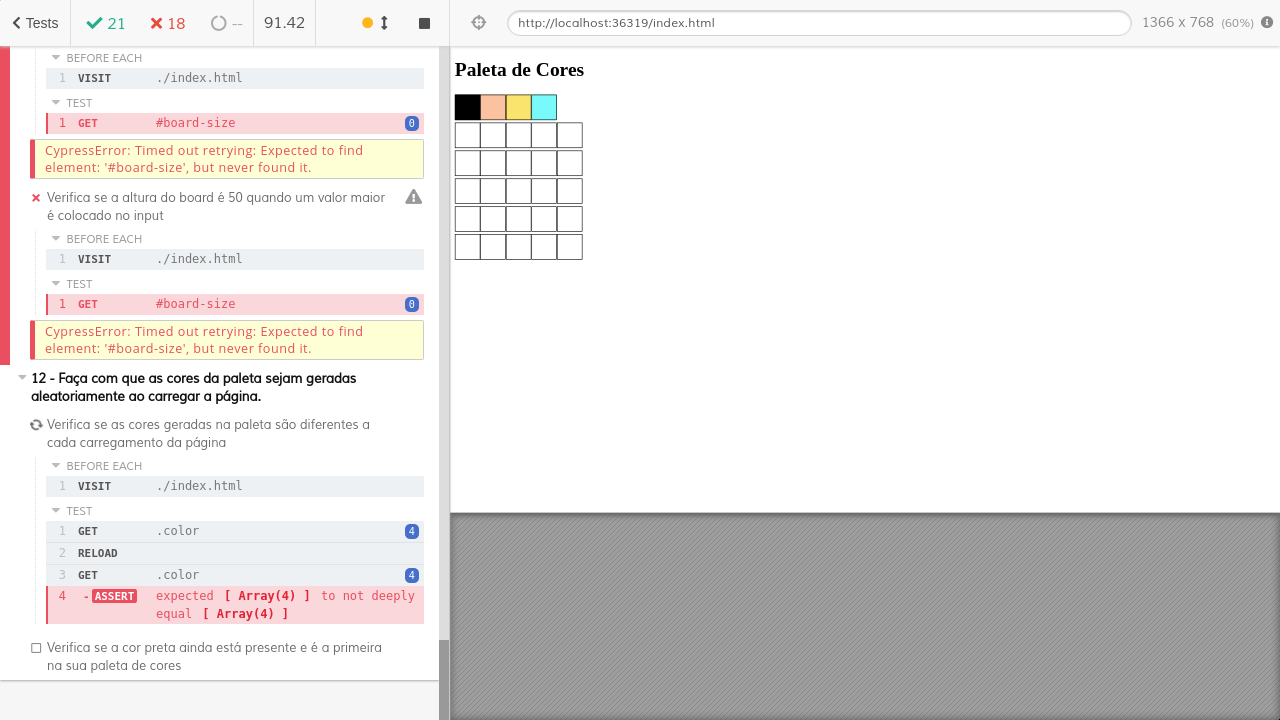 Tests 21 18 -- 91.42 http://localhost:36319/index.html 1366 x 768 (60%)
BEFORE EACH
1 VISIT ./index.html
TEST
1 GET #board-size 0
CypressError: Timed out retrying: Expected to find
element: '#board-size', but never found it.
Verifica se a altura do board é 50 quando um valor maior
é colocado no input
BEFORE EACH
1 VISIT ./index.html
TEST
1 GET #board-size 0
CypressError: Timed out retrying: Expected to find
element: '#board-size', but never found it.
12 - Faça com que as cores da paleta sejam geradas
aleatoriamente ao carregar a página.
Verifica se as cores geradas na paleta são diferentes a
cada carregamento da página
BEFORE EACH
1 VISIT ./index.html
TEST
1 GET .color 4
2 RELOAD
3 GET .color 4
4 -ASSERT expected [ Array(4) ] to not deeply
equal [ Array(4) ]
Verifica se a cor preta ainda está presente e é a primeira
na sua paleta de cores
Paleta de Cores